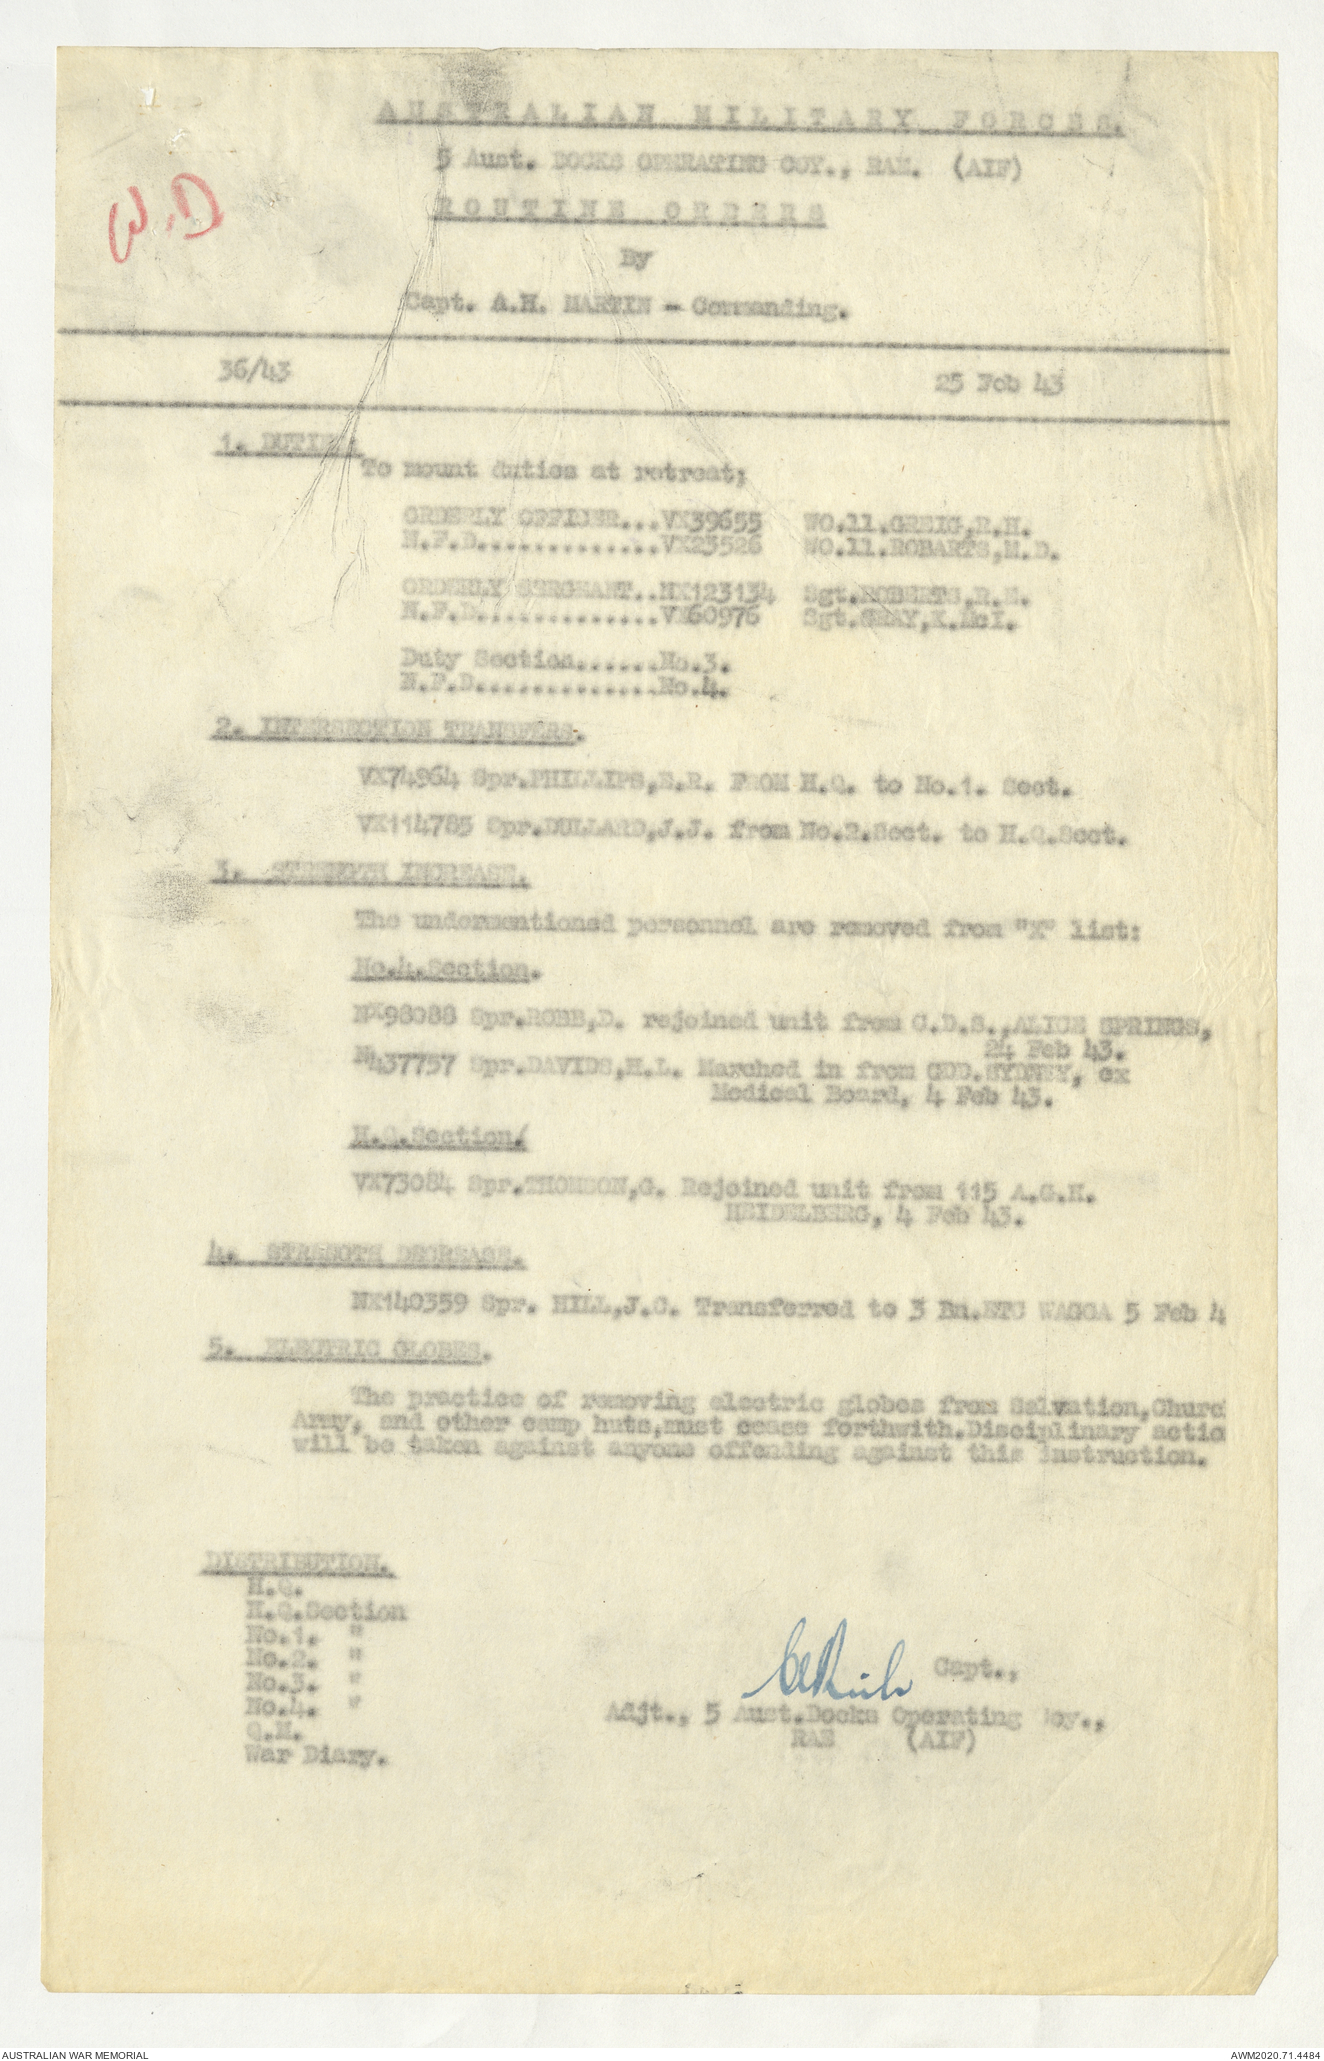 AUSTRALIAN MILITARY FORCES.
5 Aust. DOCKS OPERATING COY., RAE. (AIF)
W.D
ROUTINE ORDERS
By
Capt. A.H. MARTIN - Commanding.
36/43 25 Feb 43
1. DUTIES:
To mount duties at retreat;
ORDERLY OFFICER...VX39655 WO.11.GREIG,R.H.
N.F.D.............VX23526 WO.11.ROBARTS,M.D.
ORDERLY SERGEANT..NX123134 Sgt.ROBERTS,R.E.
N.F.D.............VX60976 Sgt.GRAY,K.McI.
Duty Section......No.3.
N.F.D.............No.4.
2. INTERSECTION TRANSFERS.
VX74964 Spr.PHILLIPS,E.R. FROM H.Q. to No.1. Sect.
VX114785 Spr.DULLARD,J.J. from No.2.Sect. to H.Q.Sect.
3. STRENGTH INCREASE.
The undermentioned personnel are removed from "X" list:
No.4.Section.
NX98088 Spr.ROBB,D. rejoined unit from C.D.S.,ALICE SPRINGS,
24 Feb 43.
N437757 Spr.DAVIDS,H.L. Marched in from GDD.SYDNEY, ex
Medical Board, 4 Feb 43.
H.Q.Section/
VX73084 Spr.THOMSON,G. Rejoined unit from 115 A.G.H.
HEIDELBERG, 4 Feb 43.
4. STRENGTH DECREASE.
NX140359 Spr. HILL,J.C. Transferred to 3 Bn.ETC WAGGA 5 Feb 4
5. ELECTRIC GLOBES.
The practice of removing electric globes from Salvation,Churc
Army, and other camp huts,must cease forthwith.Disciplinary actio
will be taken against anyone offending against this instruction.
DISTRIBUTION.
H.Q.
H.Q.Section
No.1. "
No.2. "
No.3. "
No.4. "
Q.M.
War Diary.
Capt.,
Adjt., 5 Aust.Docks Operating Coy.,
RAE (AIF)
AUSTRALIAN WAR MEMORIAL AWM2020.71.4484